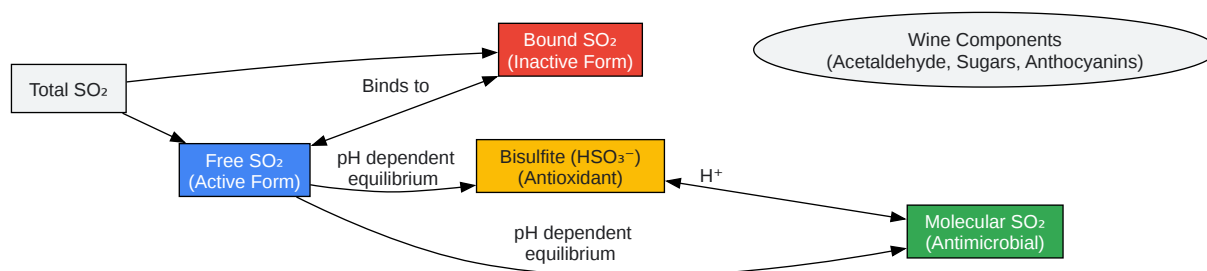 Bound SO₂
(Inactive Form)
Wine Components
(Acetaldehyde, Sugars, Anthocyanins)
Total SO₂
Binds to
Free SO₂
(Active Form)
pH dependent
equilibrium
Bisulfite (HSO₃⁻)
(Antioxidant)
H⁺
Molecular SO₂
(Antimicrobial)
pH dependent
equilibrium